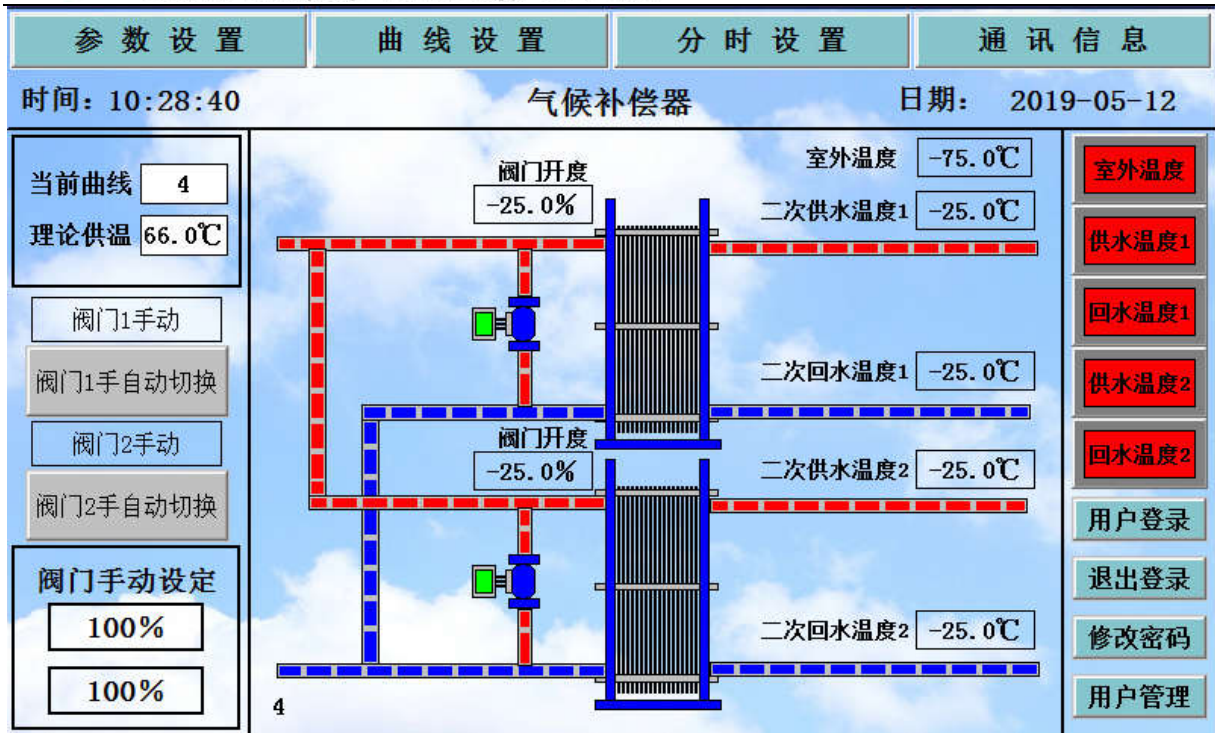 参数设置
曲线设置
分时设置
通讯信息
时间：10:28:40
气候补偿器
日期： 2019-05-12
当前曲线 4
理论供温 66.0℃
阀门1手动
阀门1手自动切换
阀门2手动
阀门2手自动切换
阀门手动设定
100%
100%
阀门开度
-25.0%
室外温度 -75.0℃
二次供水温度1 -25.0℃
二次回水温度1 -25.0℃
阀门开度
-25.0%
二次供水温度2 -25.0℃
二次回水温度2 -25.0℃
4
室外温度
供水温度1
回水温度1
供水温度2
回水温度2
用户登录
退出登录
修改密码
用户管理